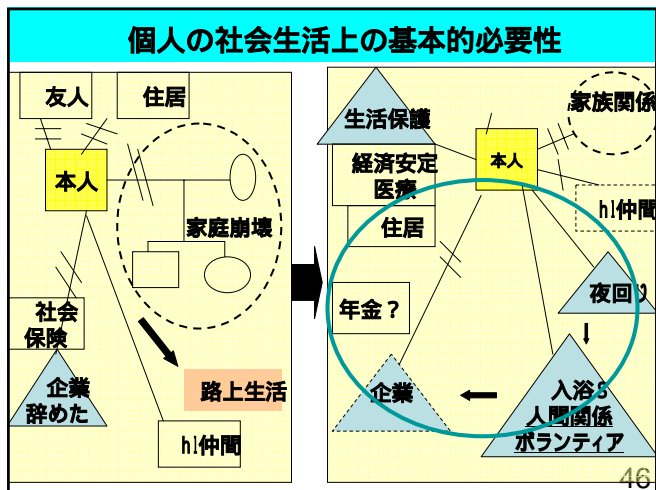 個人の社会生活上の基本的必要性
友人
住居
本人
家庭崩壊
社会
保険
企業
辞めた
路上生活
hl仲間
家族関係
生活保護
本人
経済安定
医療
住居
hl仲間
年金？
夜回り
企業
入浴&
人間関係
ボランティア
46